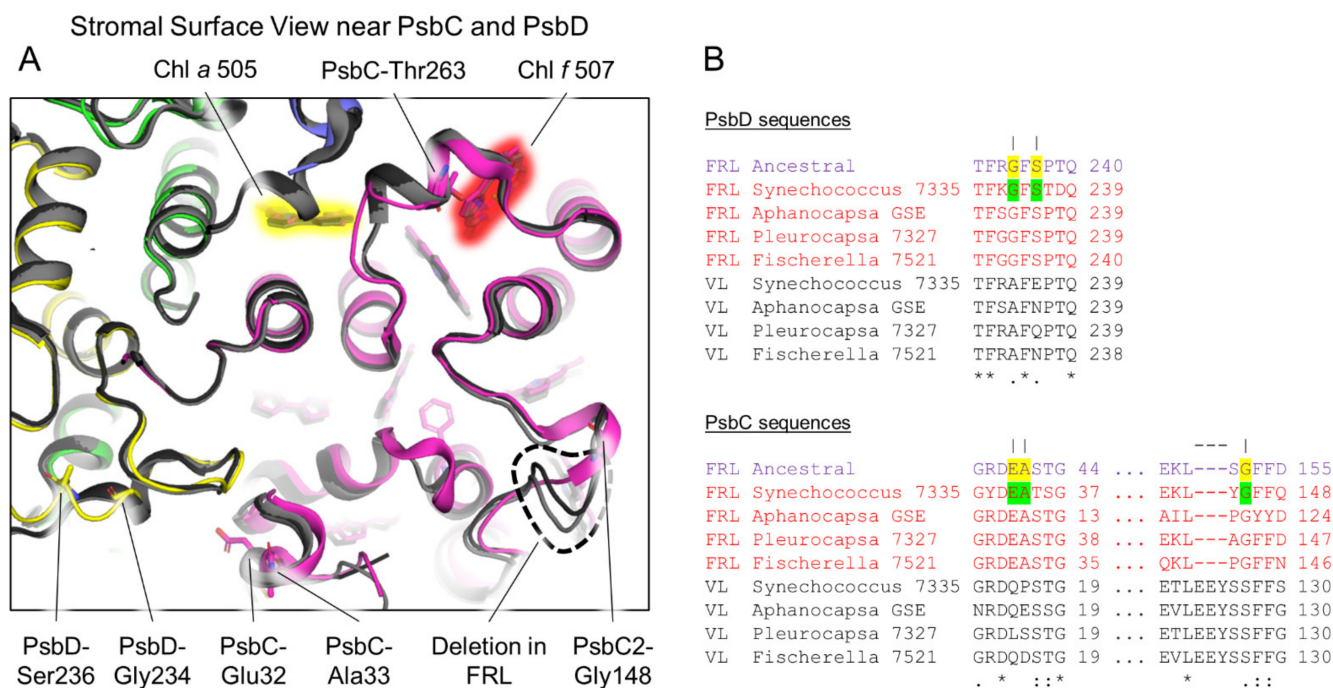 Stromal Surface View near PsbC and PsbD
A
Chl a 505
PsbC-Thr263
Chl f 507
PsbD-
Ser236
PsbD-
Gly234
PsbC-
Glu32
PsbC-
Ala33
Deletion in
FRL
PsbC2-
Gly148
B
PsbD sequences
| |
FRL Ancestral TFRGFSPTQ 240
FRL Synechococcus 7335 TFKGFSTDQ 239
FRL Aphanocapsa GSE TFSGFSPTQ 239
FRL Pleurocapsa 7327 TFGGFSPTQ 239
FRL Fischerella 7521 TFGGFSPTQ 240
VL Synechococcus 7335 TFRAFEPTQ 239
VL Aphanocapsa GSE TFSAFNPTQ 239
VL Pleurocapsa 7327 TFRAFQPTQ 239
VL Fischerella 7521 TFRAFNPTQ 238
** .*. *
PsbC sequences
|| --- |
FRL Ancestral GRDEASTG 44 ... EKL---SGFFD 155
FRL Synechococcus 7335 GYDEATSG 37 ... EKL---YGFFQ 148
FRL Aphanocapsa GSE GRDEASTG 13 ... AIL---PGYYD 124
FRL Pleurocapsa 7327 GRDEASTG 38 ... EKL---AGFFD 147
FRL Fischerella 7521 GRDEASTG 35 ... QKL---PGFFN 146
VL Synechococcus 7335 GRDQPSTG 19 ... ETLEEYSSFFG 130
VL Aphanocapsa GSE NRDQESSG 19 ... EVLEEYSSFFG 130
VL Pleurocapsa 7327 GRDLSSTG 19 ... ETLEEYSSFFG 130
VL Fischerella 7521 GRDQDSTG 19 ... EVLEEYSSFFG 130
. * ::* * .::